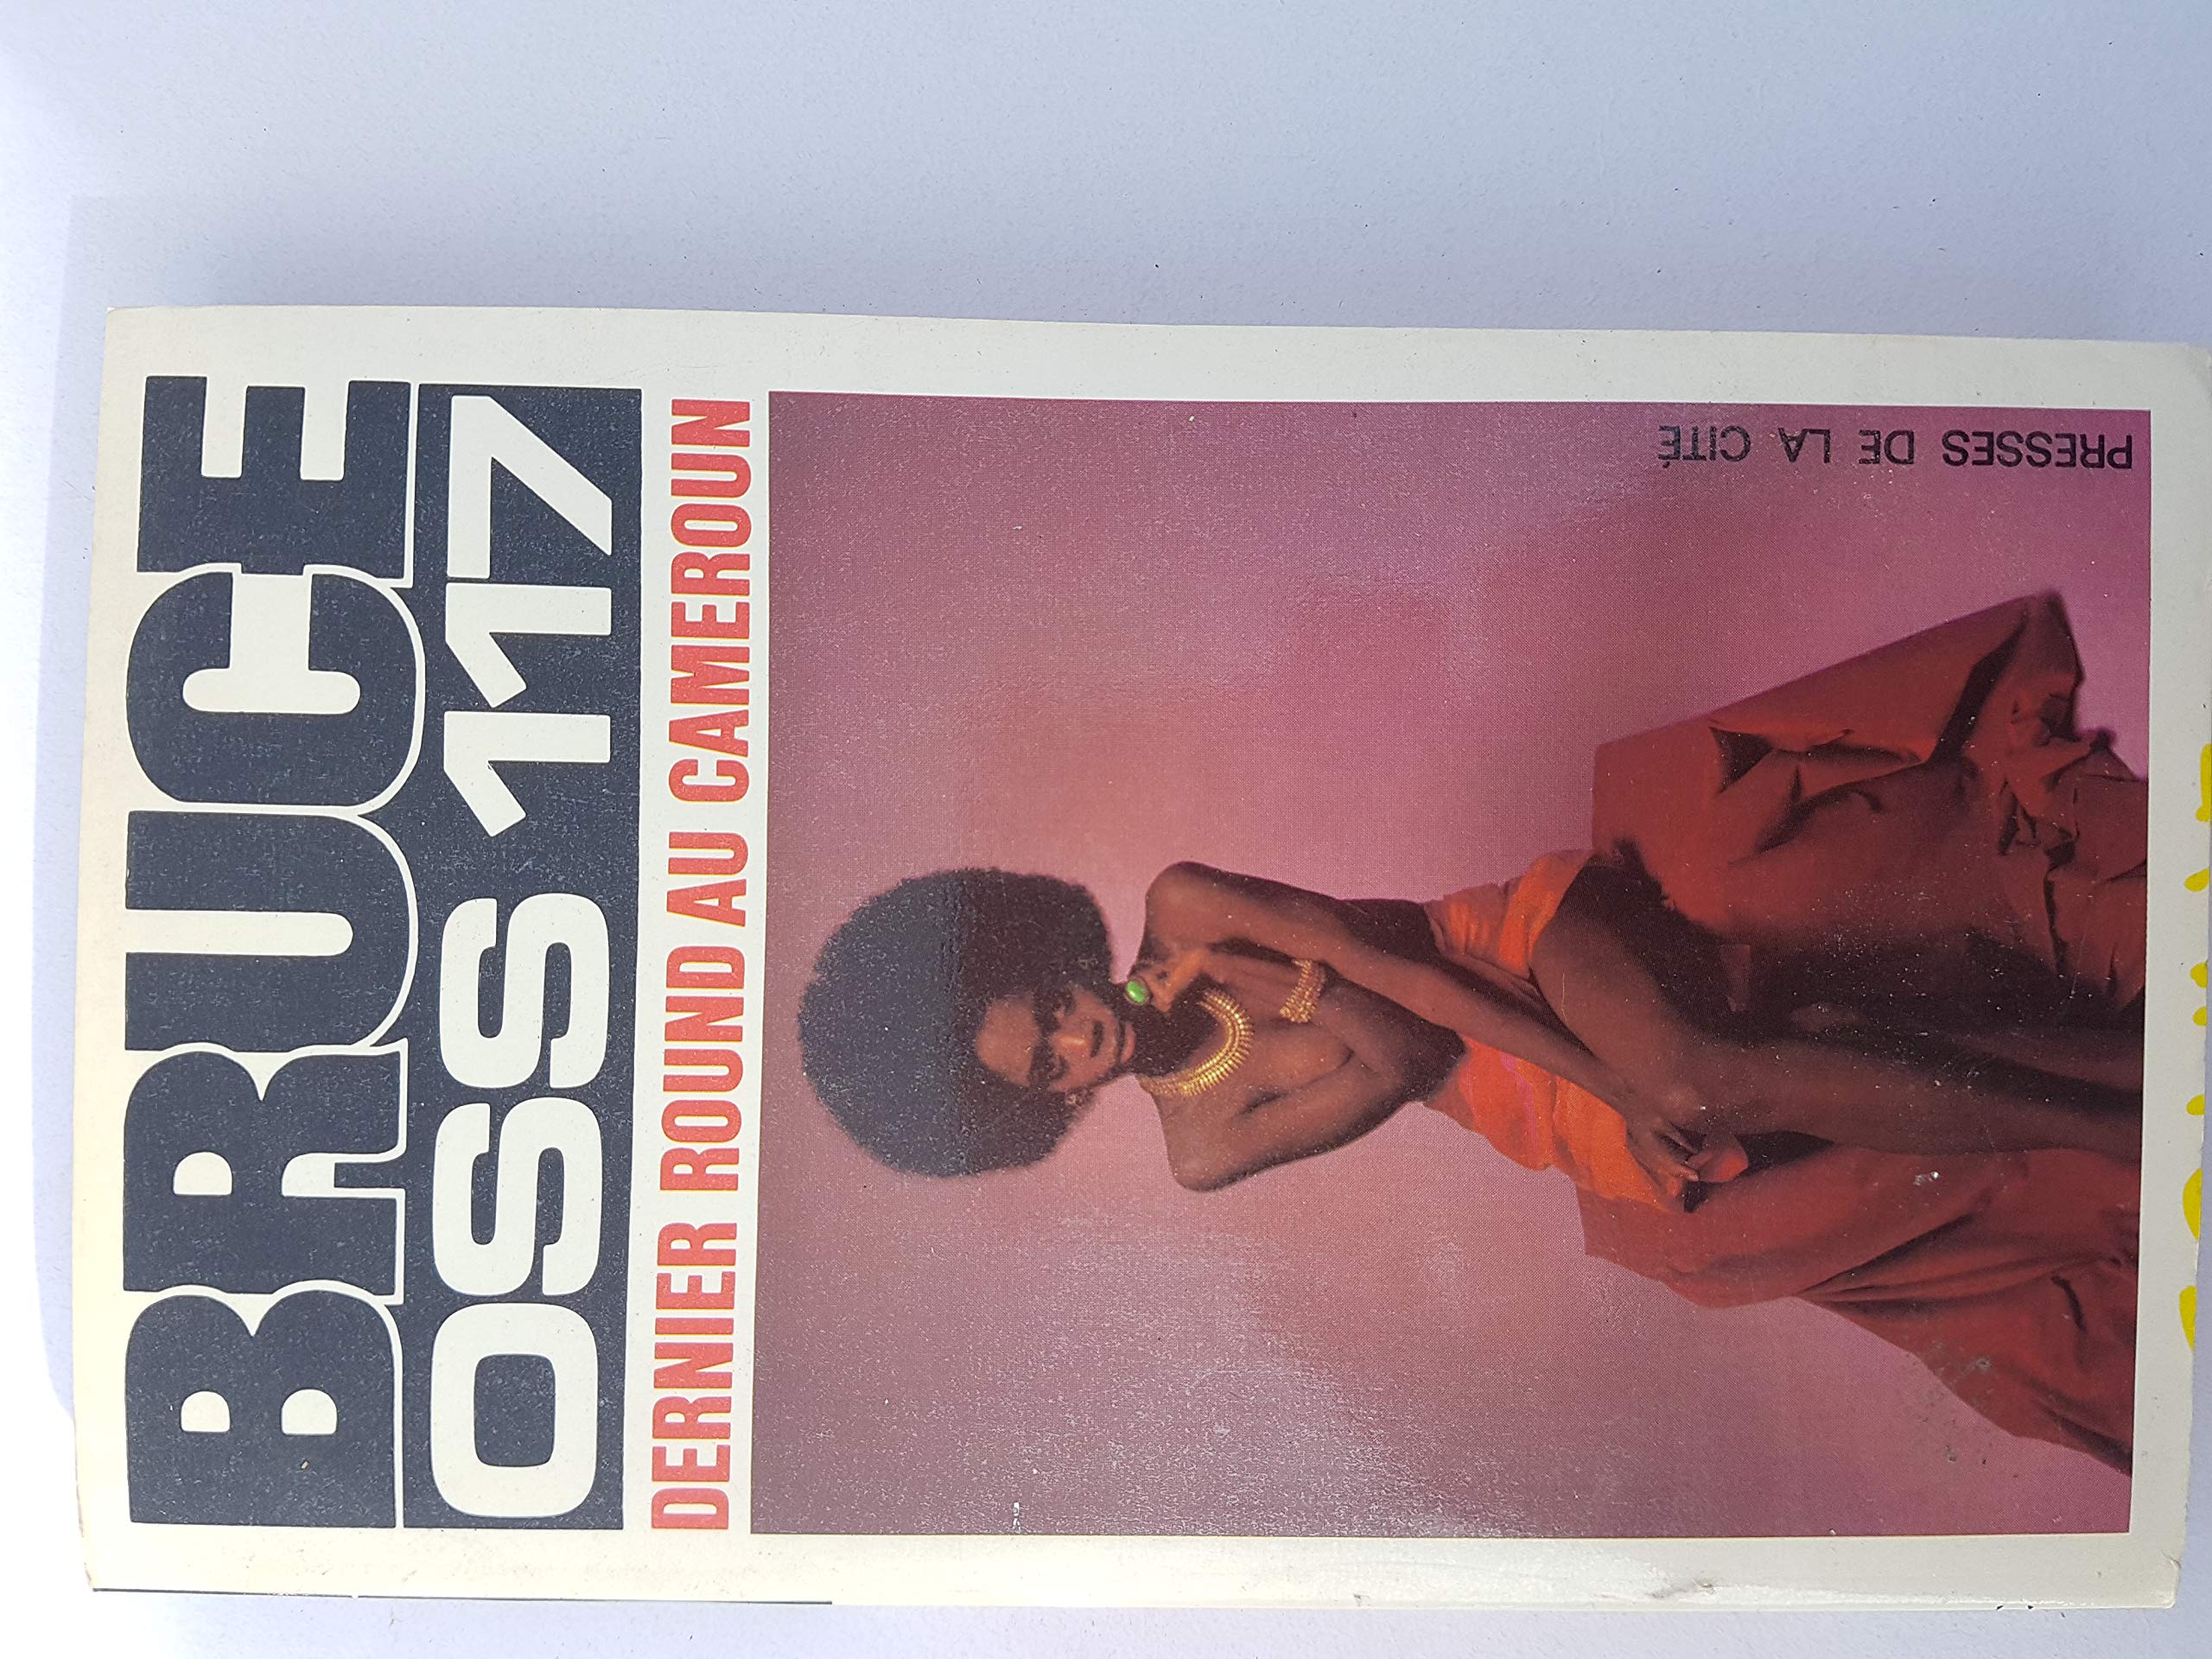 BRUCE
OSS 117
DERNIER ROUND AU CAMEROUN
PRESSES DE LA CITÉ